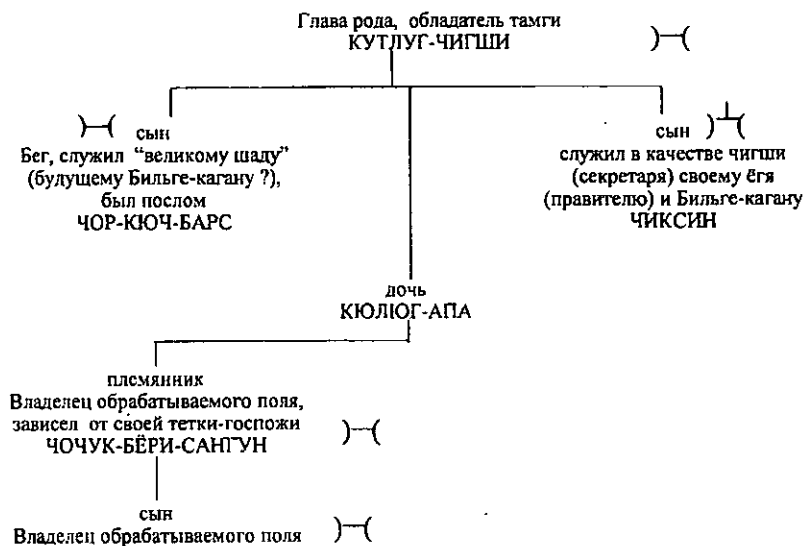 Глава рода, обладатель тамги
КУТЛУГ-ЧИГШИ
сын
Бег, служил “великому шаду”
(будущему Бильге-кагану ?),
был послом
ЧОР-КЮЧ-БАРС
сын
служил в качестве чигши
(секретаря) своему ёгя
(правителю) и Бильге-кагану
ЧИКСИН
дочь
КЮЛЮГ-АПА
племянник
Владелец обрабатываемого поля,
зависел от своей тетки-госпожи
ЧОЧУК-БЁРИ-САНГУН
сын
Владелец обрабатываемого поля